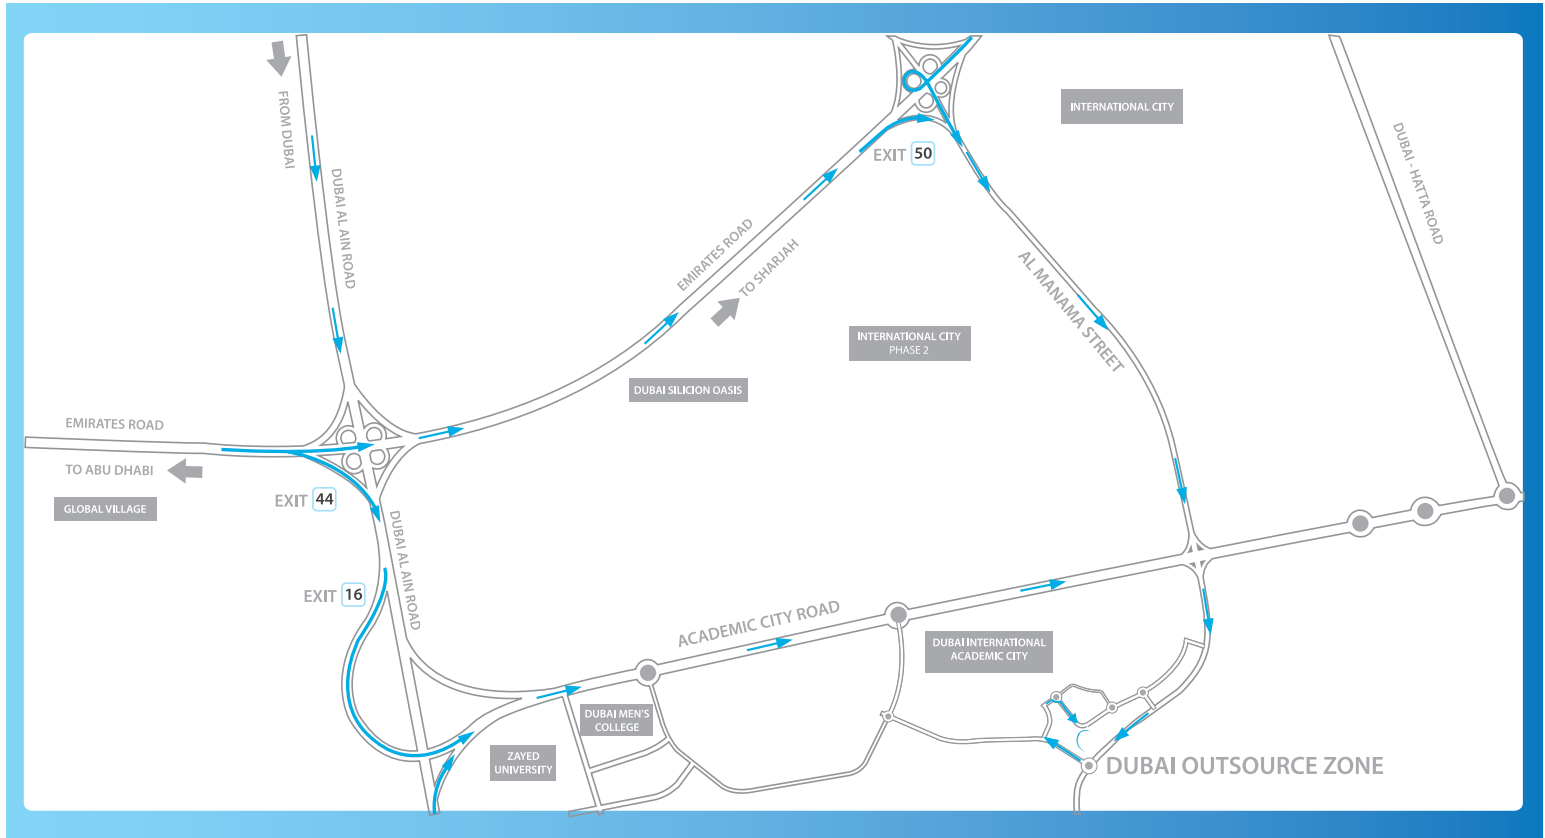 FROM DUBAI
DUBAI AL AIN ROAD
INTERNATIONAL CITY
DUBAI - HATTA ROAD
EXIT 50
EMIRATES ROAD
TO SHARJAH
AL MANAMA STREET
INTERNATIONAL CITY
PHASE 2
DUBAI SILICION OASIS
EMIRATES ROAD
TO ABU DHABI
GLOBAL VILLAGE
EXIT 44
DUBAI AL AIN ROAD
EXIT 16
ACADEMIC CITY ROAD
DUBAI INTERNATIONAL
ACADEMIC CITY
DUBAI MEN'S
COLLEGE
ZAYED
UNIVERSITY
DUBAI OUTSOURCE ZONE